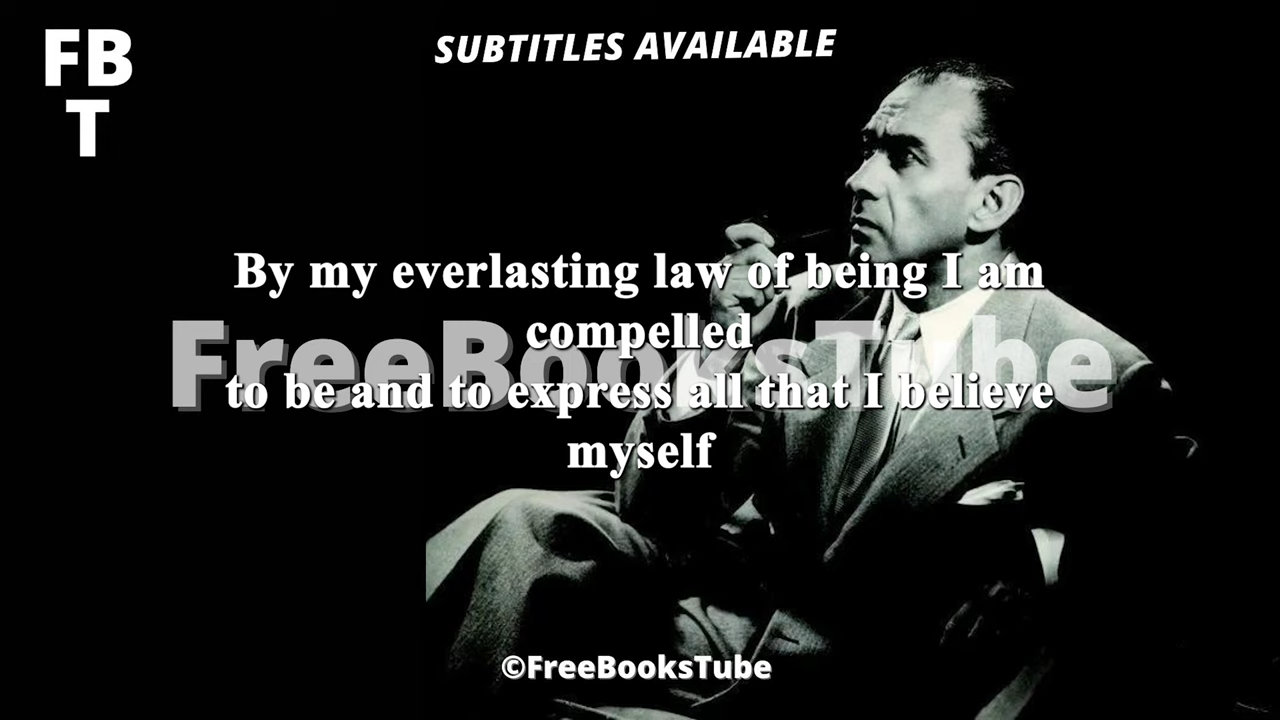 FB
T
SUBTITLES AVAILABLE
By my everlasting law of being I am
compelled
FreeBooksTube
to be and to express all that I believe
myself
©FreeBooksTube